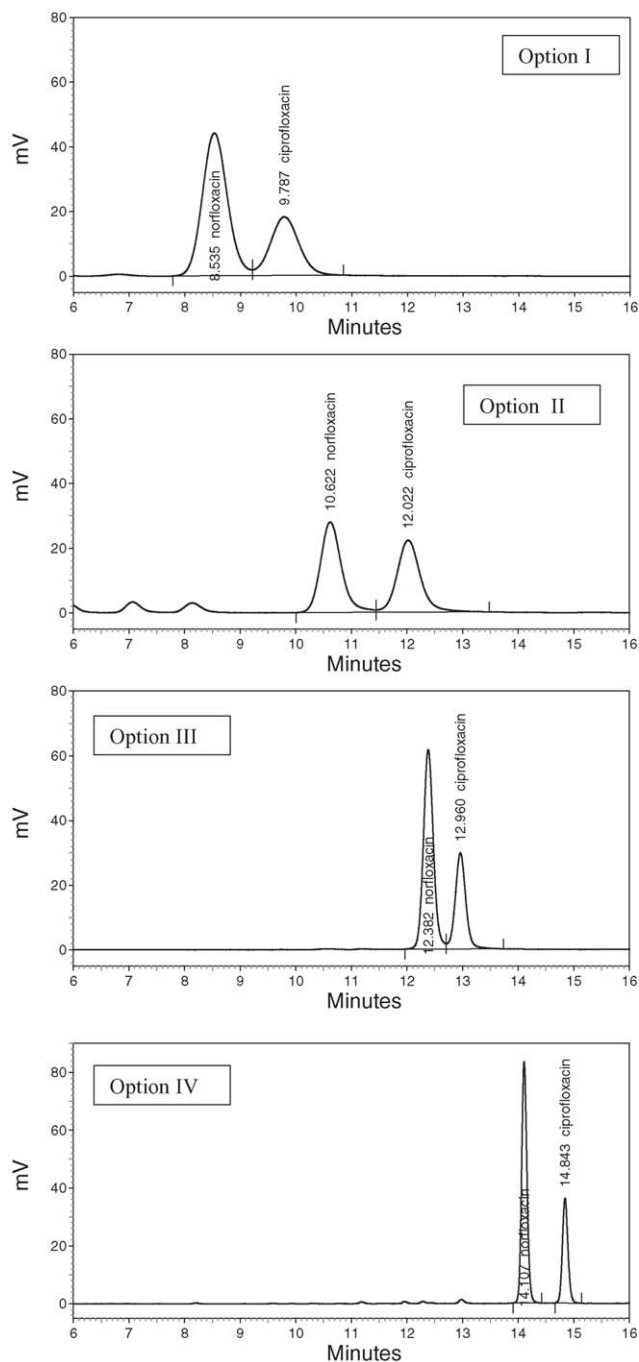 80
60
40
20
0
mV
Option I
8.535 norfloxacin
9.787 ciprofloxacin
6 7 8 9 10 11 12 13 14 15 16
Minutes
80
60
40
20
0
mV
Option II
10.622 norfloxacin
12.022 ciprofloxacin
6 7 8 9 10 11 12 13 14 15 16
Minutes
80
60
40
20
0
mV
Option III
12.382 norfloxacin
12.960 ciprofloxacin
6 7 8 9 10 11 12 13 14 15 16
Minutes
80
60
40
20
0
mV
Option IV
4.107 norfloxacin
14.843 ciprofloxacin
6 7 8 9 10 11 12 13 14 15 16
Minutes